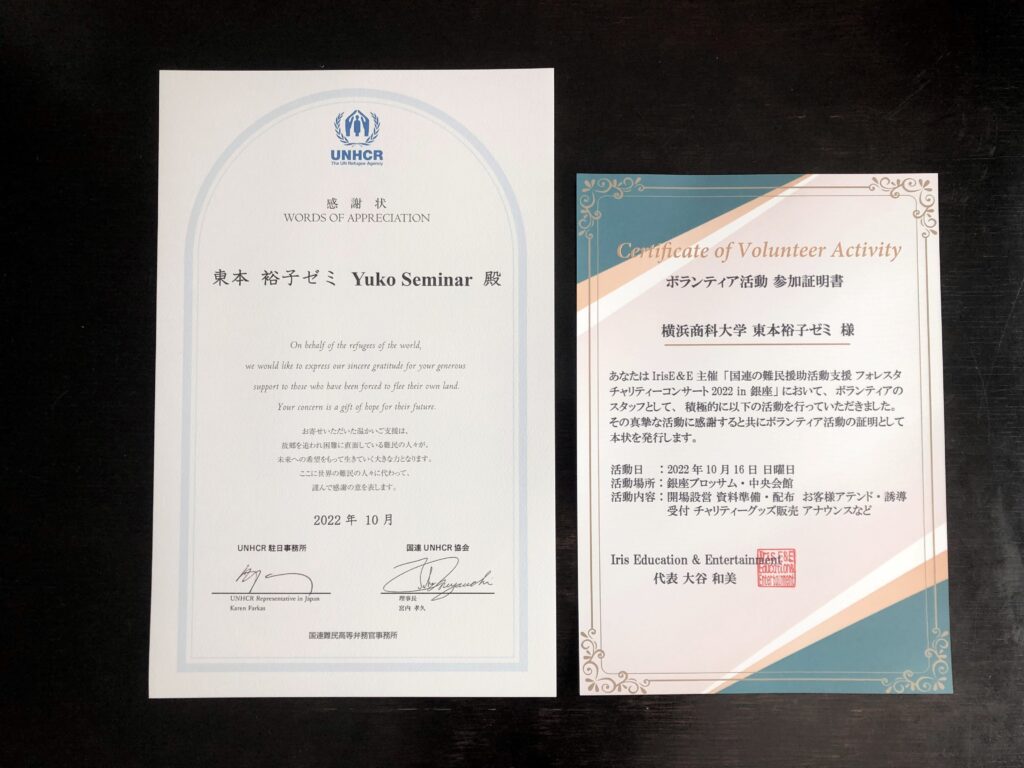 UNHCR
The UN Refugee Agency
感謝状
WORDS OF APPRECIATION
東本 裕子ゼミ Yuko Seminar 殿
On behalf of the refugees of the world,
we would like to express our sincere gratitude for your generous
support to those who have been forced to flee their own land.
Your concern is a gift of hope for their future.
お寄せいただいた温かいご支援は、
故郷を追われ困難に直面している難民の人々が、
未来への希望をもって生きていく大きな力となります。
ここに世界の難民の人々に代わって、
謹んで感謝の意を表します。
2022年 10月
UNHCR 駐日事務所
UNHCR Representative in Japan
Karen Farkas
国連 UNHCR 協会
理事長
宮内 孝久
国連難民高等弁務官事務所
Certificate of Volunteer Activity
ボランティア活動 参加証明書
横浜商科大学 東本裕子ゼミ 様
あなたは IrisE&E 主催「国連の難民援助活動支援 フォレスタ
チャリティーコンサート2022 in 銀座」において、ボランティアの
スタッフとして、積極的に以下の活動を行っていただきました。
その真摯な活動に感謝すると共にボランティア活動の証明として
本状を発行します。
活動日 :2022年10月16日 日曜日
活動場所:銀座ブロッサム・中央会館
活動内容:開場設営 資料準備・配布 お客様アテンド・誘導
受付 チャリティーグッズ販売 アナウンスなど
Iris Education & Entertainment
代表 大谷 和美
Iris E&E
Education&
Entertainment